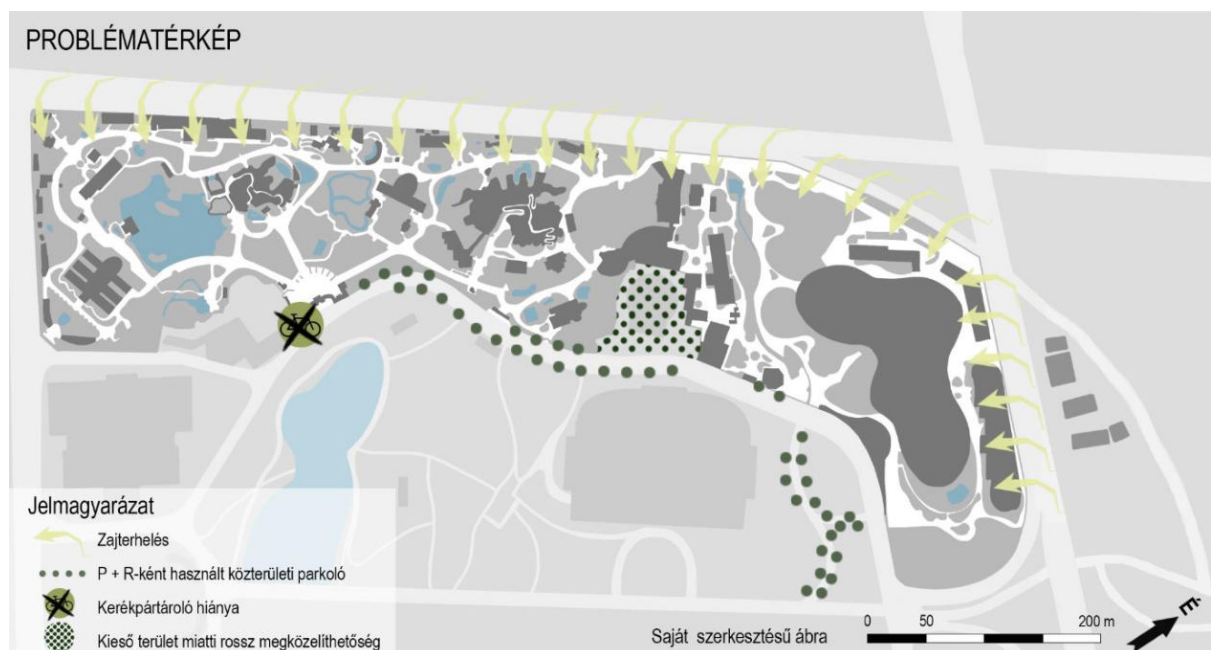 PROBLÉMATÉRKÉP
Jelmagyarázat
Zajterhelés
P + R-ként használt közterületi parkoló
Kerékpártároló hiánya
Kieső terület miatti rossz megközelíthetőség
Saját szerkesztésű ábra
0 50 200 m
É